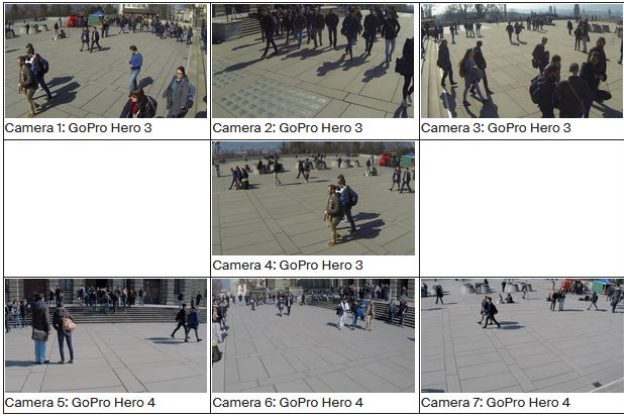 Camera 1: GoPro Hero 3
Camera 2: GoPro Hero 3
Camera 3: GoPro Hero 3
Camera 4: GoPro Hero 3
Camera 5: GoPro Hero 4
Camera 6: GoPro Hero 4
Camera 7: GoPro Hero 4